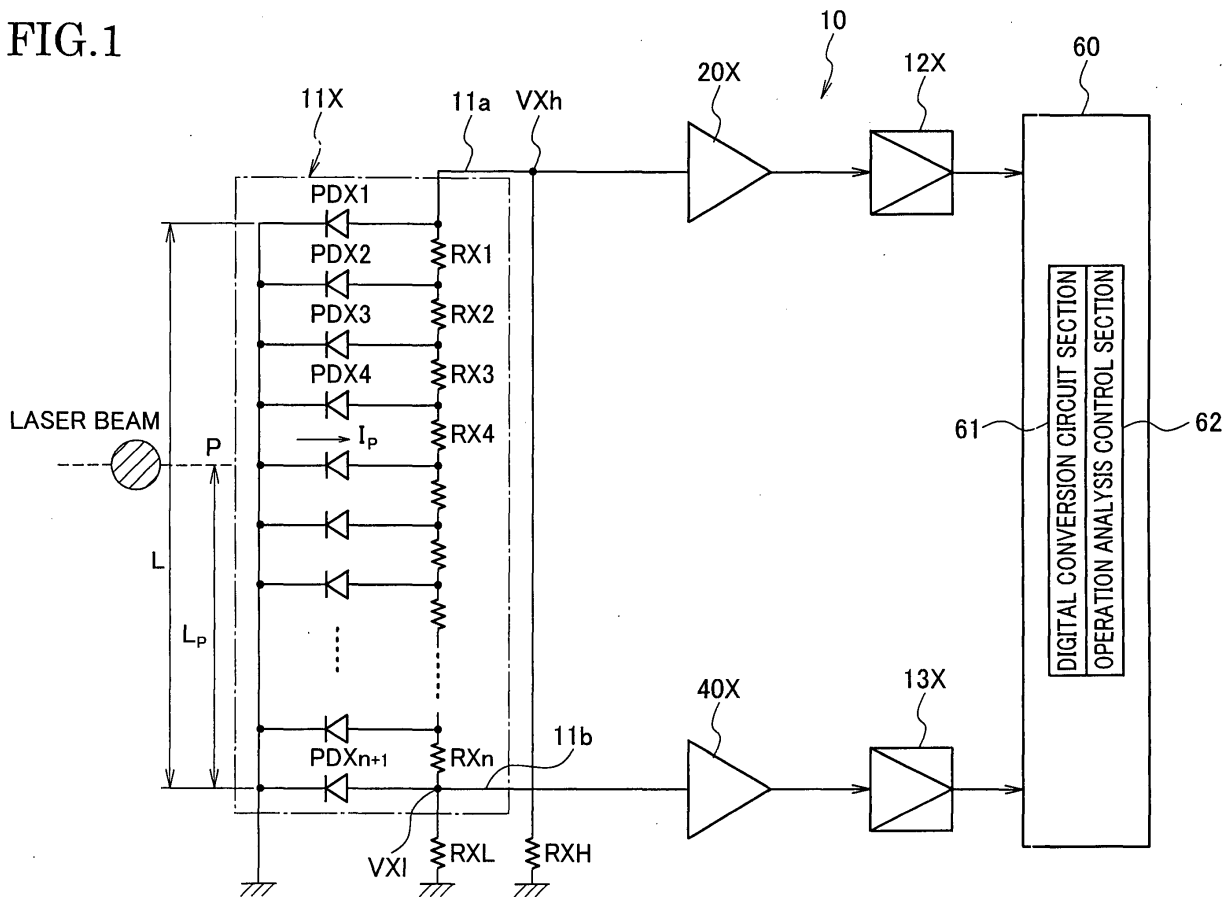 FIG.1
10
20X
12X
60
11X
11a
VXh
PDX1
RX1
PDX2
RX2
PDX3
RX3
PDX4
RX4
LASER BEAM
P
IP
L
LP
61
DIGITAL CONVERSION CIRCUIT SECTION
OPERATION ANALYSIS CONTROL SECTION
62
40X
13X
PDXn+1
RXn
11b
VXl
RXL
RXH